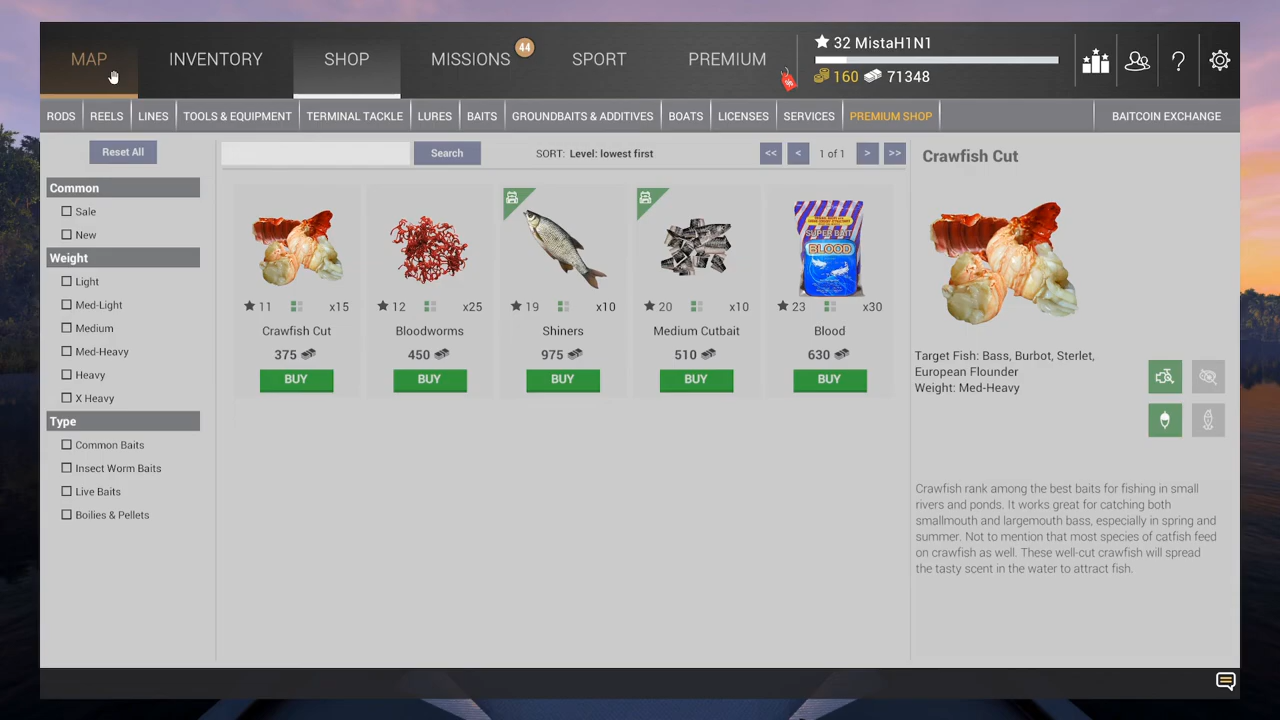 MAP
INVENTORY
SHOP
MISSIONS
44
SPORT
PREMIUM
%
32 MistaH1N1
160 71348
?
RODS
REELS
LINES
TOOLS & EQUIPMENT
TERMINAL TACKLE
LURES
BAITS
GROUNDBAITS & ADDITIVES
BOATS
LICENSES
SERVICES
PREMIUM SHOP
BAITCOIN EXCHANGE
Reset All
Search
SORT: Level: lowest first
<<
<
1 of 1
>
>>
Common
Sale
New
Weight
Light
Med-Light
Medium
Med-Heavy
Heavy
X Heavy
Type
Common Baits
Insect Worm Baits
Live Baits
Boilies & Pellets
11 x15
Crawfish Cut
375
BUY
12 x25
Bloodworms
450
BUY
19 x10
Shiners
975
BUY
20 x10
Medium Cutbait
510
BUY
SUPER BAIT
BLOOD
23 x30
Blood
630
BUY
Crawfish Cut
Target Fish: Bass, Burbot, Sterlet,
European Flounder
Weight: Med-Heavy
Crawfish rank among the best baits for fishing in small
rivers and ponds. It works great for catching both
smallmouth and largemouth bass, especially in spring and
summer. Not to mention that most species of catfish feed
on crawfish as well. These well-cut crawfish will spread
the tasty scent in the water to attract fish.